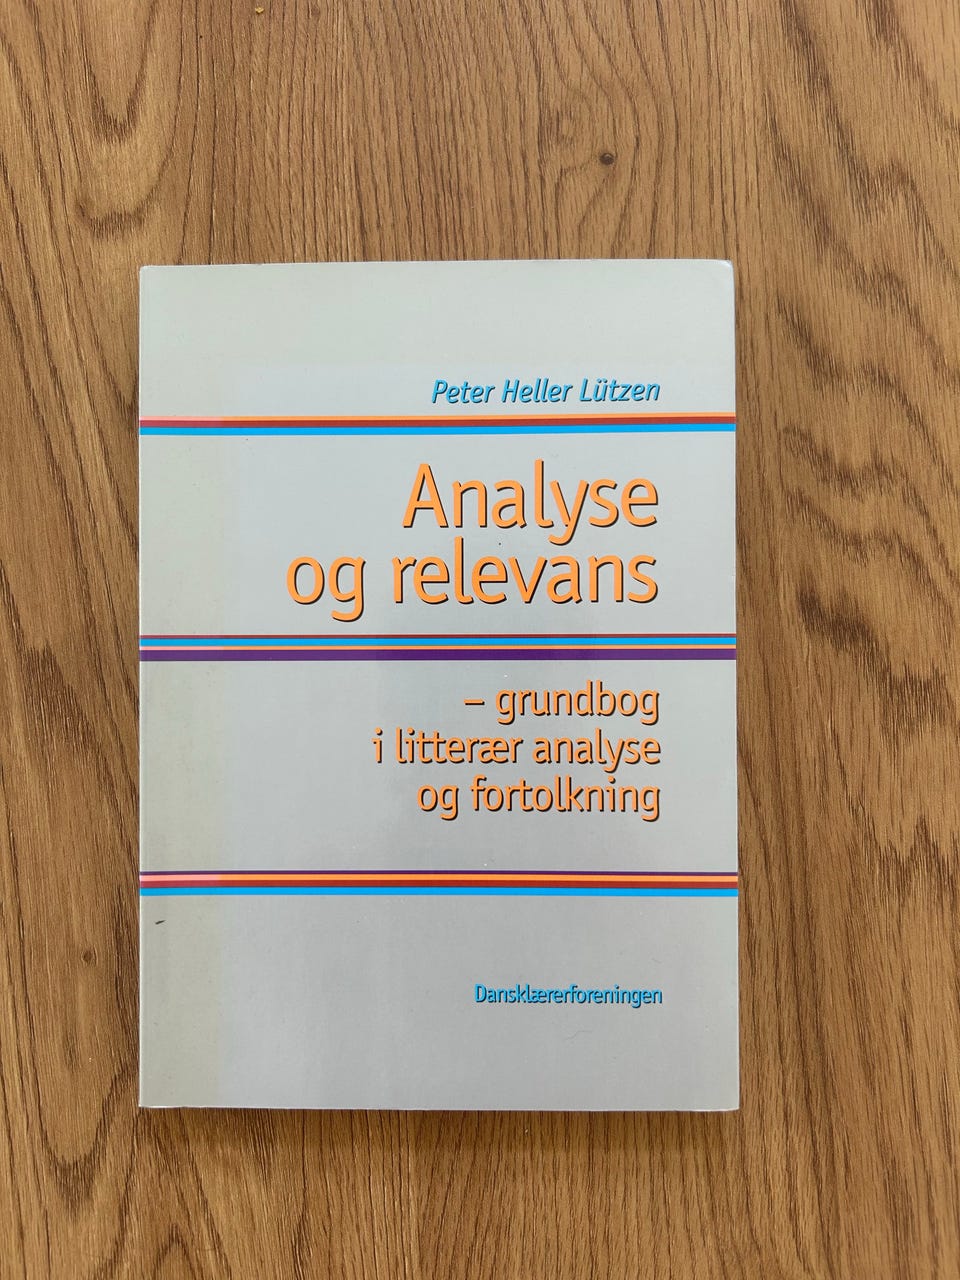 Peter Heller Lützen
Analyse
og relevans
– grundbog
i litterær analyse
og fortolkning
Dansklærerforeningen